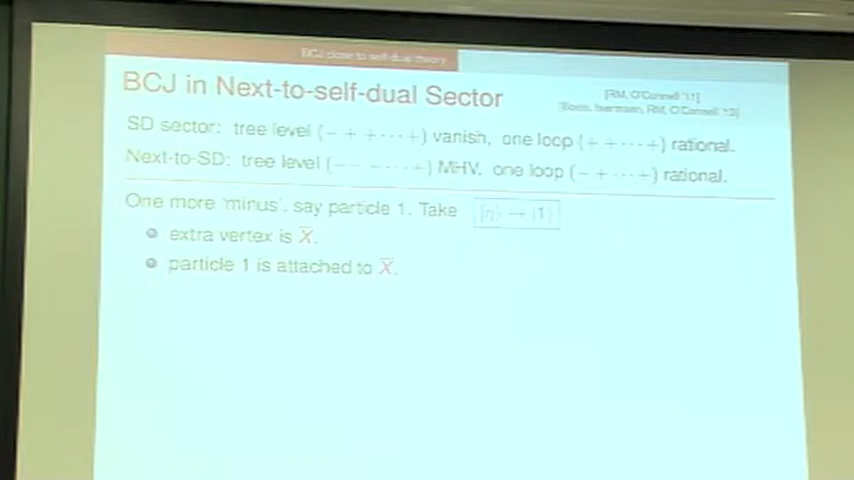 BCJ close to self-dual theory
BCJ in Next-to-self-dual Sector
[RM, O'Connell '11]
[Boels, Isermann, RM, O'Connell '13]
SD sector: tree level (− + + ⋯ +) vanish, one loop (+ + ⋯ +) rational.
Next-to-SD: tree level (− − − ⋯ +) MHV, one loop (− + ⋯ +) rational.
One more 'minus', say particle 1. Take |η⟩ → |1⟩
extra vertex is X̅.
particle 1 is attached to X̅.